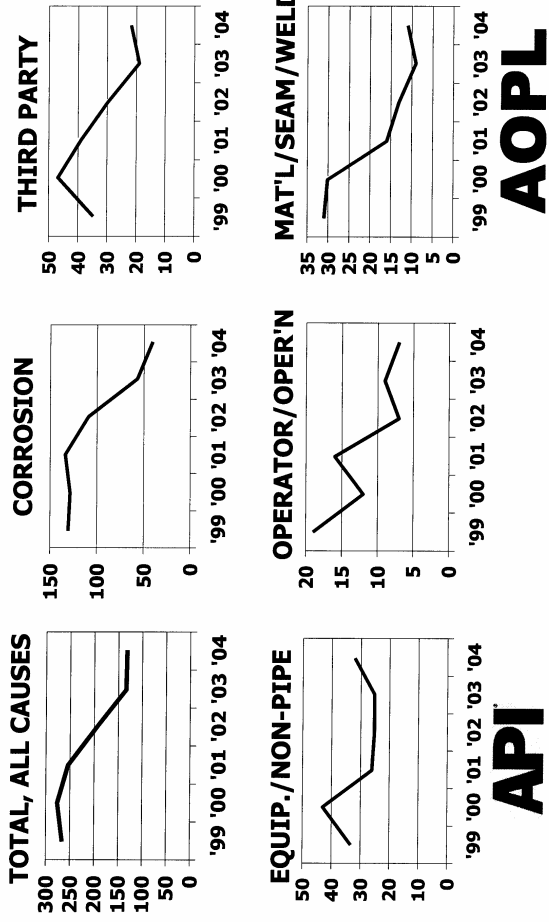 TOTAL, ALL CAUSES
300
250
200
150
100
50
0
'99 '00 '01 '02 '03 '04
CORROSION
150
100
50
0
'99 '00 '01 '02 '03 '04
THIRD PARTY
50
40
30
20
10
0
'99 '00 '01 '02 '03 '04
EQUIP./NON-PIPE
50
40
30
20
10
0
'99 '00 '01 '02 '03 '04
OPERATOR/OPER'N
20
15
10
5
0
'99 '00 '01 '02 '03 '04
MAT'L/SEAM/WELD
35
30
25
20
15
10
5
0
'99 '00 '01 '02 '03 '04
API
AOPL